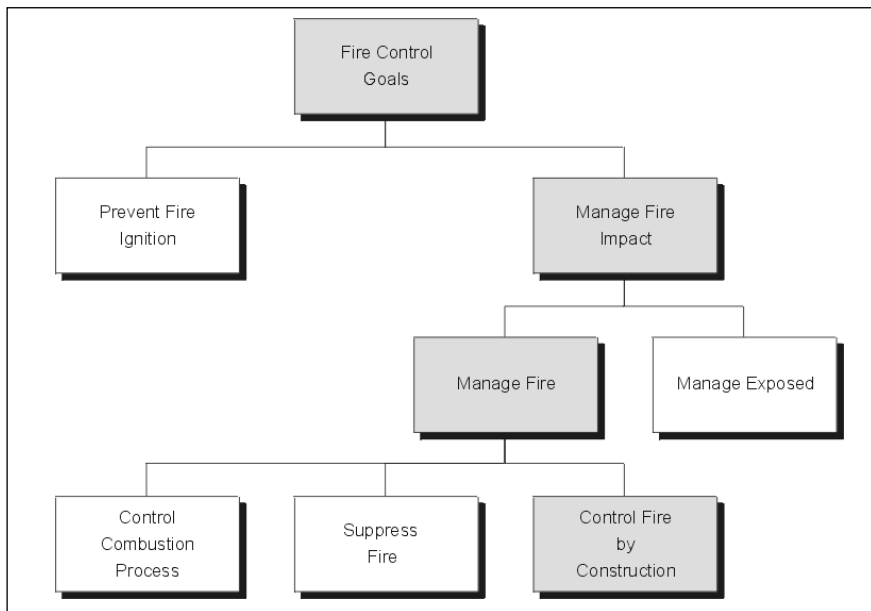 Fire Control
Goals
Prevent Fire
Ignition
Manage Fire
Impact
Manage Fire
Manage Exposed
Control
Combustion
Process
Suppress
Fire
Control Fire
by
Construction